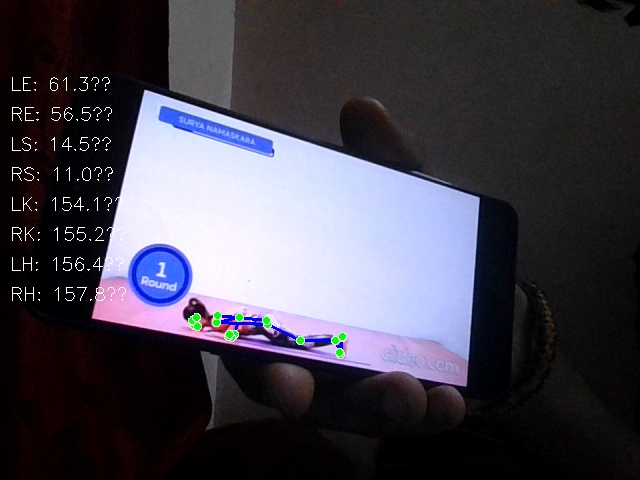 LE: 61.3??
RE: 56.5??
LS: 14.5??
RS: 11.0??
LK: 154.1??
RK: 155.2??
LH: 156.4??
RH: 157.8??
SURYA NAMASKARA
1
Round
clideo.com